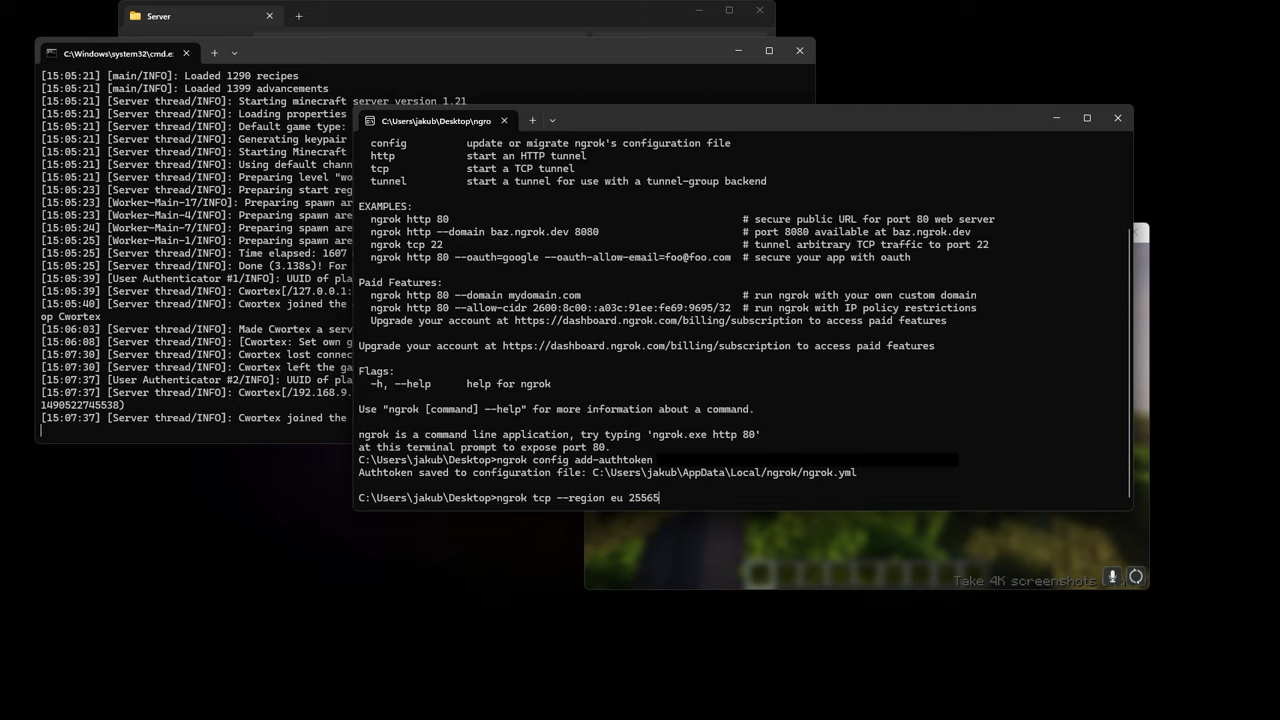 Server
C:\Windows\system32\cmd.e
[15:05:21] [main/INFO]: Loaded 1290 recipes
[15:05:21] [main/INFO]: Loaded 1399 advancements
[15:05:21] [Server thread/INFO]: Starting minecraft server version 1.21
[15:05:21] [Server thread/INFO]: Loading properties
[15:05:21] [Server thread/INFO]: Default game type:
[15:05:21] [Server thread/INFO]: Generating keypair
[15:05:21] [Server thread/INFO]: Starting Minecraft
[15:05:21] [Server thread/INFO]: Using default chann
[15:05:21] [Server thread/INFO]: Preparing level "wo
[15:05:23] [Server thread/INFO]: Preparing start reg
[15:05:23] [Worker-Main-17/INFO]: Preparing spawn ar
[15:05:23] [Worker-Main-4/INFO]: Preparing spawn are
[15:05:24] [Worker-Main-7/INFO]: Preparing spawn are
[15:05:25] [Worker-Main-1/INFO]: Preparing spawn are
[15:05:25] [Server thread/INFO]: Time elapsed: 1607
[15:05:25] [Server thread/INFO]: Done (3.138s)! For
[15:05:39] [User Authenticator #1/INFO]: UUID of pla
[15:05:39] [Server thread/INFO]: Cwortex[/127.0.0.1:
[15:05:40] [Server thread/INFO]: Cwortex joined the
op Cwortex
[15:06:03] [Server thread/INFO]: Made Cwortex a serv
[15:06:08] [Server thread/INFO]: [Cwortex: Set own g
[15:07:30] [Server thread/INFO]: Cwortex lost connec
[15:07:30] [Server thread/INFO]: Cwortex left the ga
[15:07:37] [User Authenticator #2/INFO]: UUID of pla
[15:07:37] [Server thread/INFO]: Cwortex[/192.168.9.
1490522745538)
[15:07:37] [Server thread/INFO]: Cwortex joined the
C:\Users\jakub\Desktop\ngro
config update or migrate ngrok's configuration file
http start an HTTP tunnel
tcp start a TCP tunnel
tunnel start a tunnel for use with a tunnel-group backend
EXAMPLES:
ngrok http 80 # secure public URL for port 80 web server
ngrok http --domain baz.ngrok.dev 8080 # port 8080 available at baz.ngrok.dev
ngrok tcp 22 # tunnel arbitrary TCP traffic to port 22
ngrok http 80 --oauth=google --oauth-allow-email=foo@foo.com # secure your app with oauth
Paid Features:
ngrok http 80 --domain mydomain.com # run ngrok with your own custom domain
ngrok http 80 --allow-cidr 2600:8c00::a03c:91ee:fe69:9695/32 # run ngrok with IP policy restrictions
Upgrade your account at https://dashboard.ngrok.com/billing/subscription to access paid features
Upgrade your account at https://dashboard.ngrok.com/billing/subscription to access paid features
Flags:
-h, --help help for ngrok
Use "ngrok [command] --help" for more information about a command.
ngrok is a command line application, try typing 'ngrok.exe http 80'
at this terminal prompt to expose port 80.
C:\Users\jakub\Desktop>ngrok config add-authtoken
Authtoken saved to configuration file: C:\Users\jakub\AppData\Local/ngrok/ngrok.yml
C:\Users\jakub\Desktop>ngrok tcp --region eu 25565
Take 4K screenshots